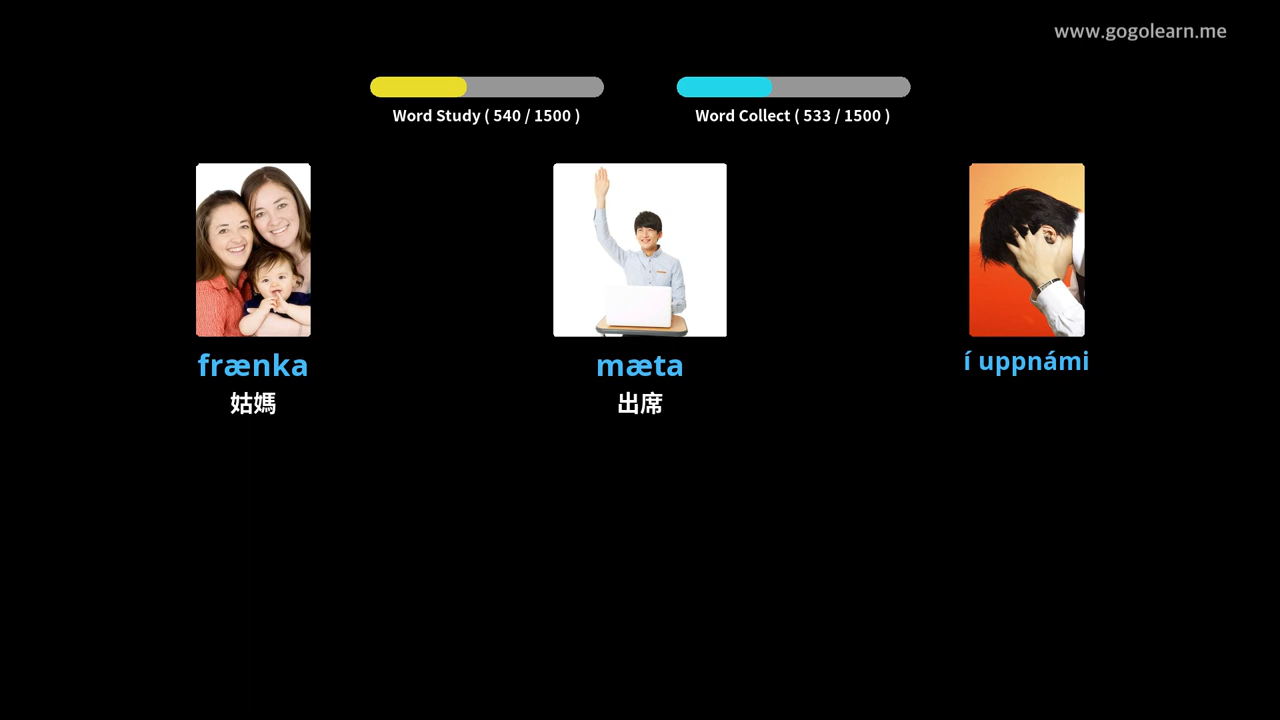 www.gogolearn.me
Word Study ( 540 / 1500 )
Word Collect ( 533 / 1500 )
frænka
姑媽
mæta
出席
í uppnámi